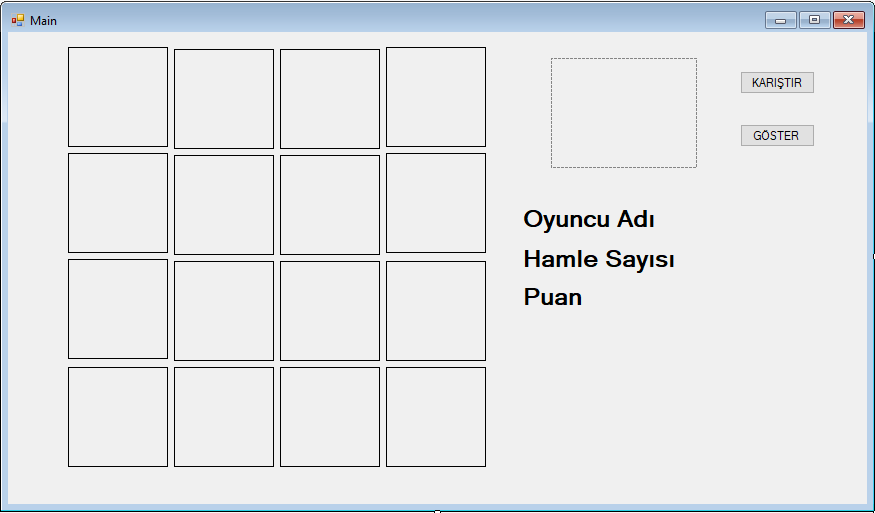 Main
KARIŞTIR
GÖSTER
Oyuncu Adı
Hamle Sayısı
Puan